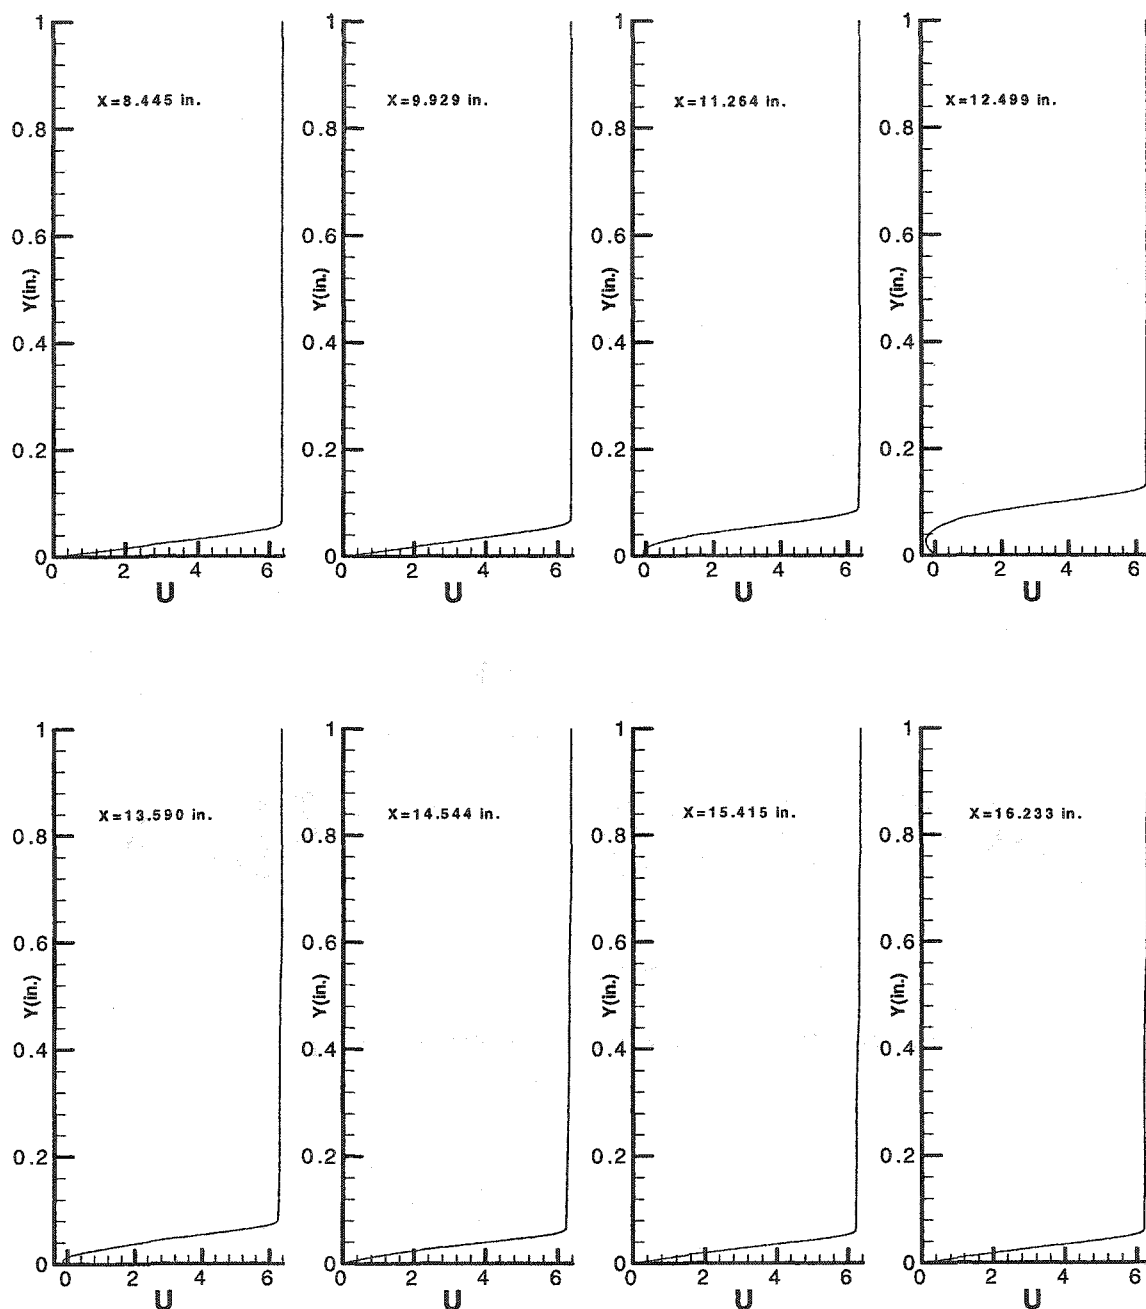 1
X=8.445 in.
0.8
0.6
Y(in.)
0.4
0.2
0
0 2 4 6
U
1
X=9.929 in.
0.8
0.6
Y(in.)
0.4
0.2
0
0 2 4 6
U
1
X=11.264 in.
0.8
0.6
Y(in.)
0.4
0.2
0
0 2 4 6
U
1
X=12.499 in.
0.8
0.6
Y(in.)
0.4
0.2
0
0 2 4 6
U
1
X=13.590 in.
0.8
0.6
Y(in.)
0.4
0.2
0
0 2 4 6
U
1
X=14.544 in.
0.8
0.6
Y(in.)
0.4
0.2
0
0 2 4 6
U
1
X=15.415 in.
0.8
0.6
Y(in.)
0.4
0.2
0
0 2 4 6
U
1
X=16.233 in.
0.8
0.6
Y(in.)
0.4
0.2
0
0 2 4 6
U